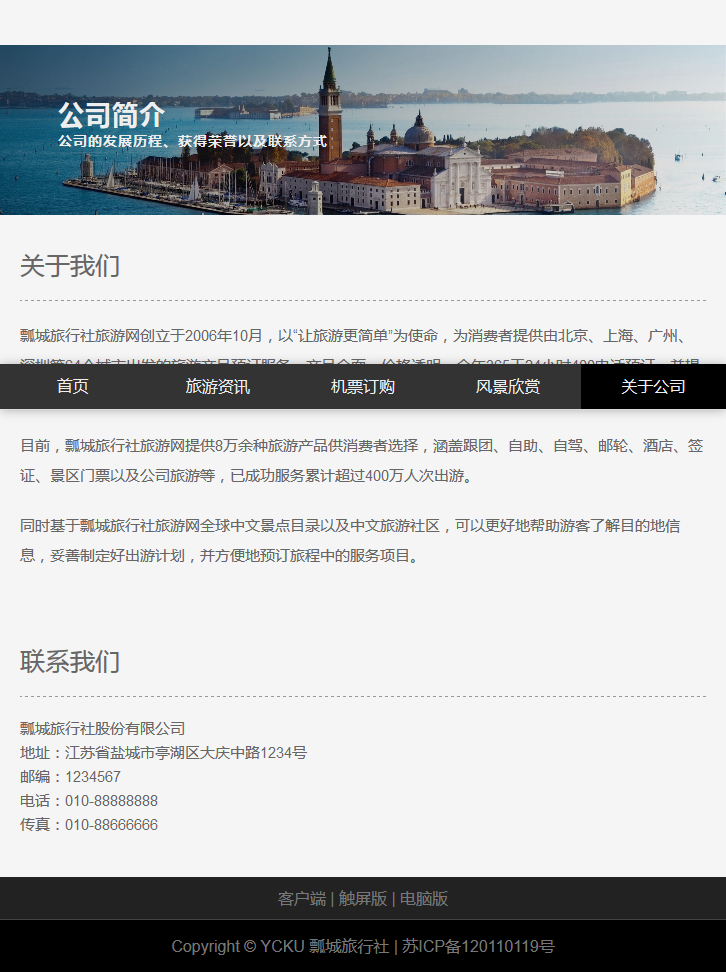 公司简介
公司的发展历程、获得荣誉以及联系方式
关于我们
瓢城旅行社旅游网创立于2006年10月，以“让旅游更简单”为使命，为消费者提供由北京、上海、广州、
首页 旅游资讯 机票订购 风景欣赏 关于公司
目前，瓢城旅行社旅游网提供8万余种旅游产品供消费者选择，涵盖跟团、自助、自驾、邮轮、酒店、签
证、景区门票以及公司旅游等，已成功服务累计超过400万人次出游。
同时基于瓢城旅行社旅游网全球中文景点目录以及中文旅游社区，可以更好地帮助游客了解目的地信
息，妥善制定好出游计划，并方便地预订旅程中的服务项目。
联系我们
瓢城旅行社股份有限公司
地址：江苏省盐城市亭湖区大庆中路1234号
邮编：1234567
电话：010-88888888
传真：010-88666666
客户端 | 触屏版 | 电脑版
Copyright © YCKU 瓢城旅行社 | 苏ICP备120110119号